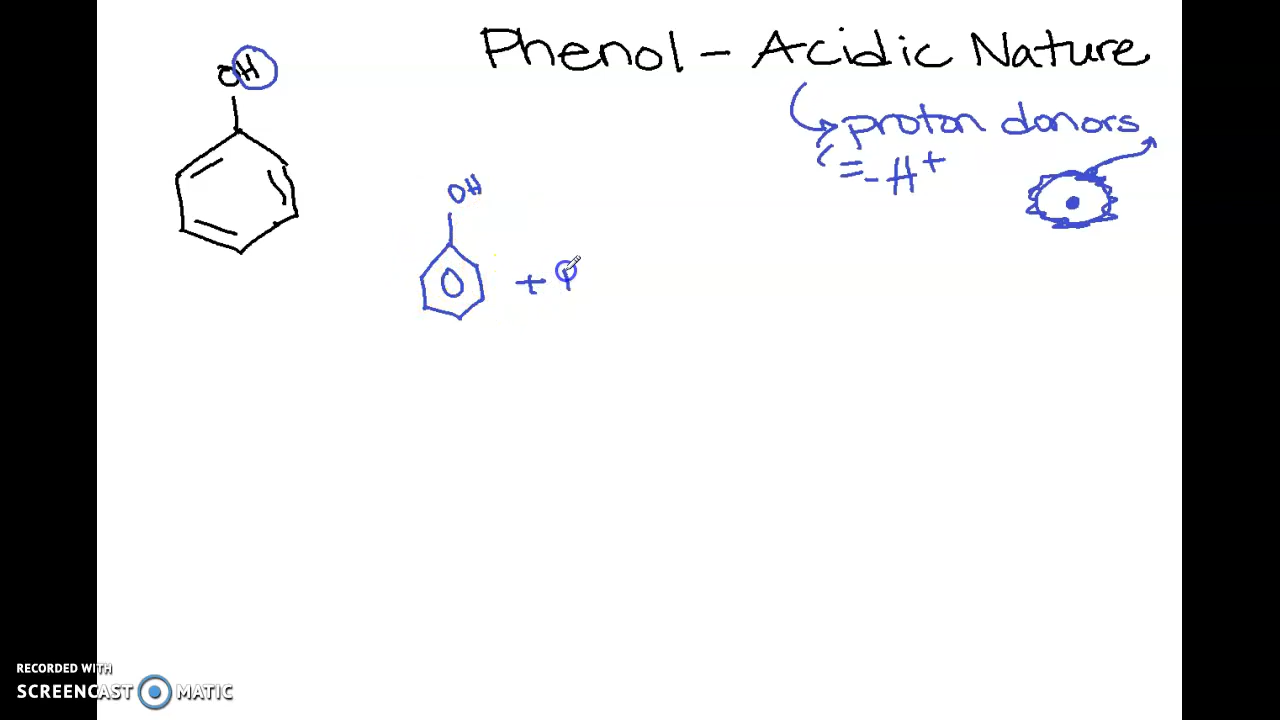 Phenol - Acidic Nature
OH
proton donors
- H+
OH
+
RECORDED WITH
SCREENCAST MATIC